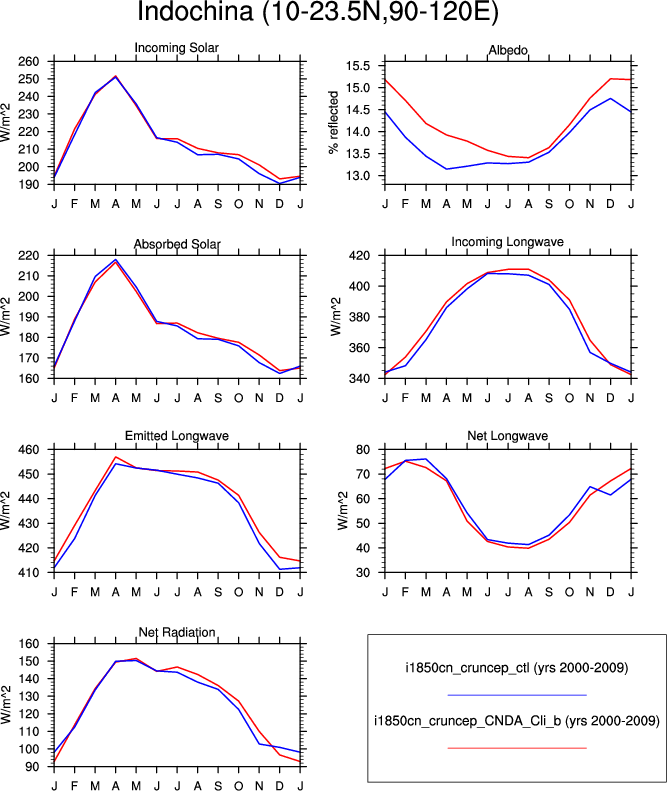 Indochina (10-23.5N,90-120E)
Incoming Solar
W/m^2
260
250
240
230
220
210
200
190
J F M A M J J A S O N D J
Albedo
% reflected
15.5
15.0
14.5
14.0
13.5
13.0
J F M A M J J A S O N D J
Absorbed Solar
W/m^2
220
210
200
190
180
170
160
J F M A M J J A S O N D J
Incoming Longwave
W/m^2
420
400
380
360
340
J F M A M J J A S O N D J
Emitted Longwave
W/m^2
460
450
440
430
420
410
J F M A M J J A S O N D J
Net Longwave
W/m^2
80
70
60
50
40
30
J F M A M J J A S O N D J
Net Radiation
W/m^2
160
150
140
130
120
110
100
90
J F M A M J J A S O N D J
i1850cn_cruncep_ctl (yrs 2000-2009)
i1850cn_cruncep_CNDA_Cli_b (yrs 2000-2009)